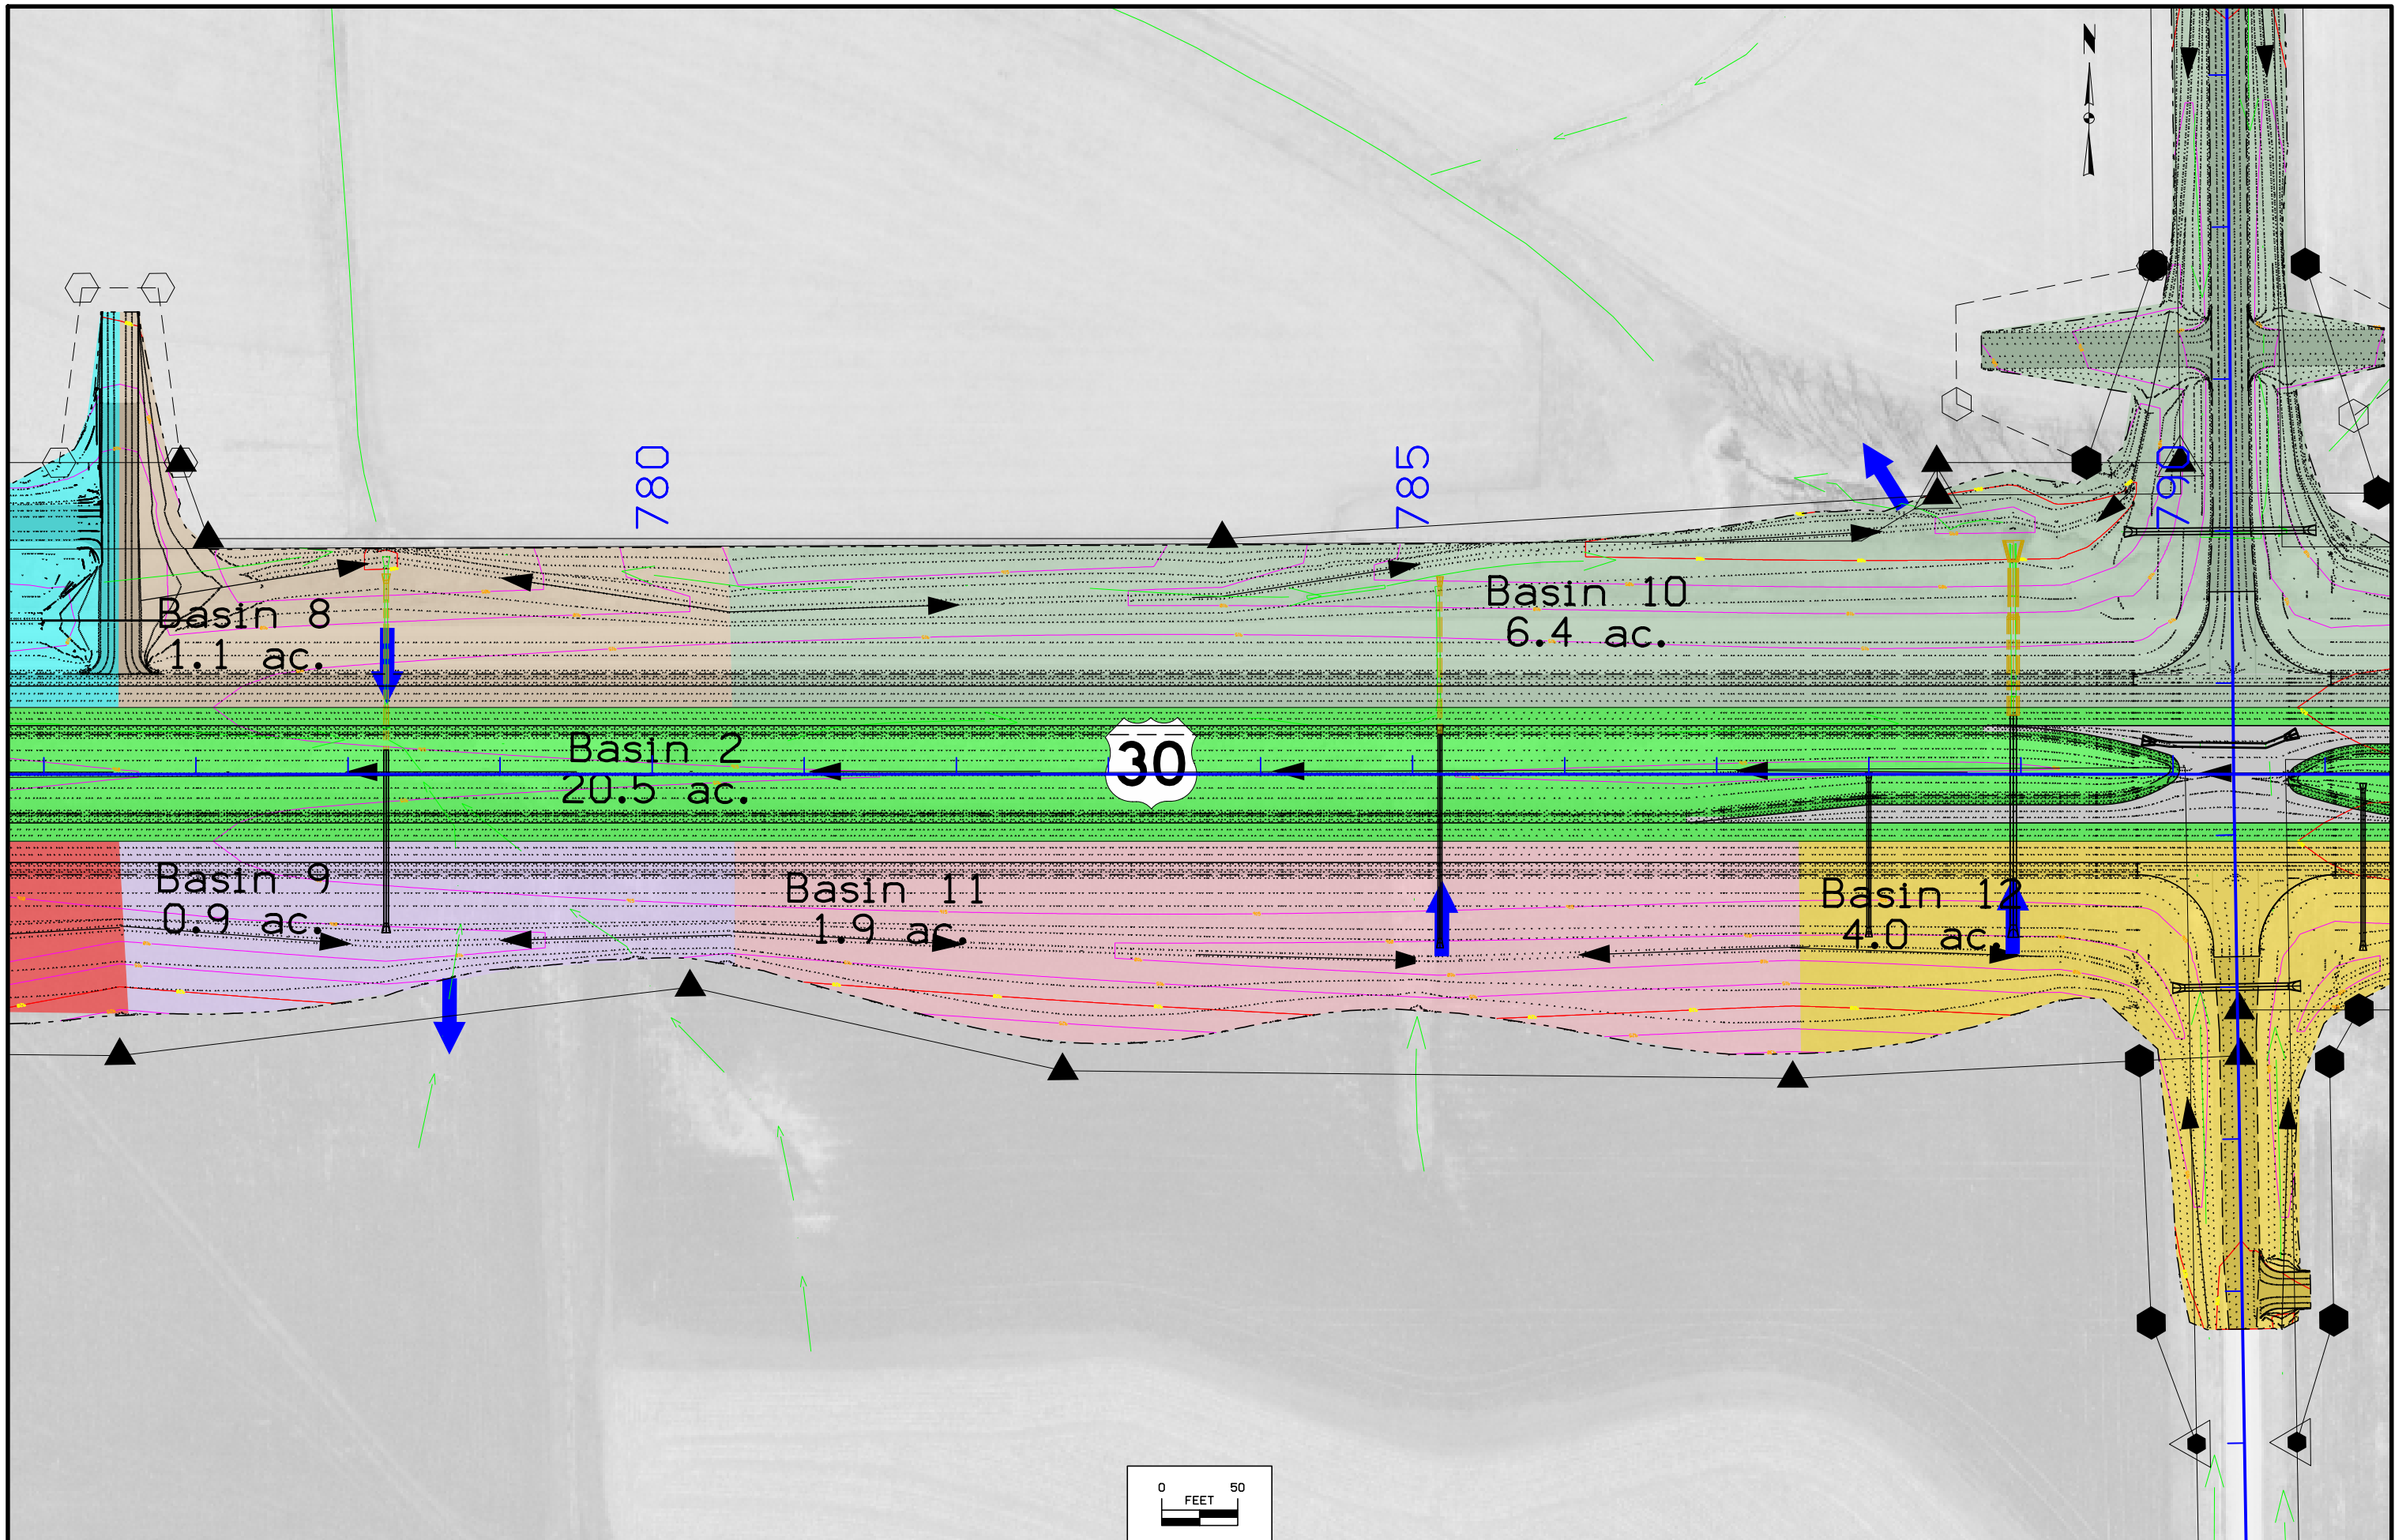 N
780
785
790
Basin 8
1.1 ac.
Basin 10
6.4 ac.
Basin 2
20.5 ac.
30
Basin 9
0.9 ac.
Basin 11
1.9 ac.
Basin 12
4.0 ac.
0 50
FEET